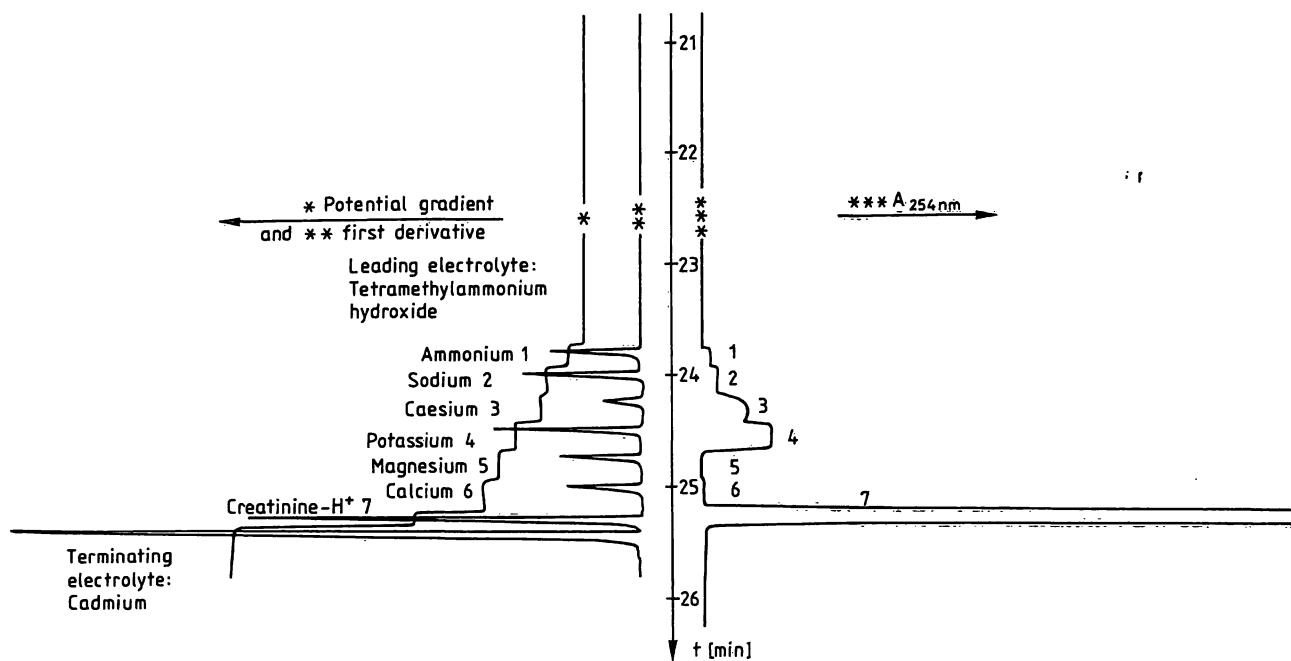 21
22
* Potential gradient
and ** first derivative
*
**
***
*** A 254 nm
23
Leading electrolyte:
Tetramethylammonium
hydroxide
Ammonium 1
1
24
Sodium 2
2
Caesium 3
3
Potassium 4
4
Magnesium 5
5
Calcium 6
6
25
Creatinine-H+ 7
7
Terminating
electrolyte:
Cadmium
26
t [min]